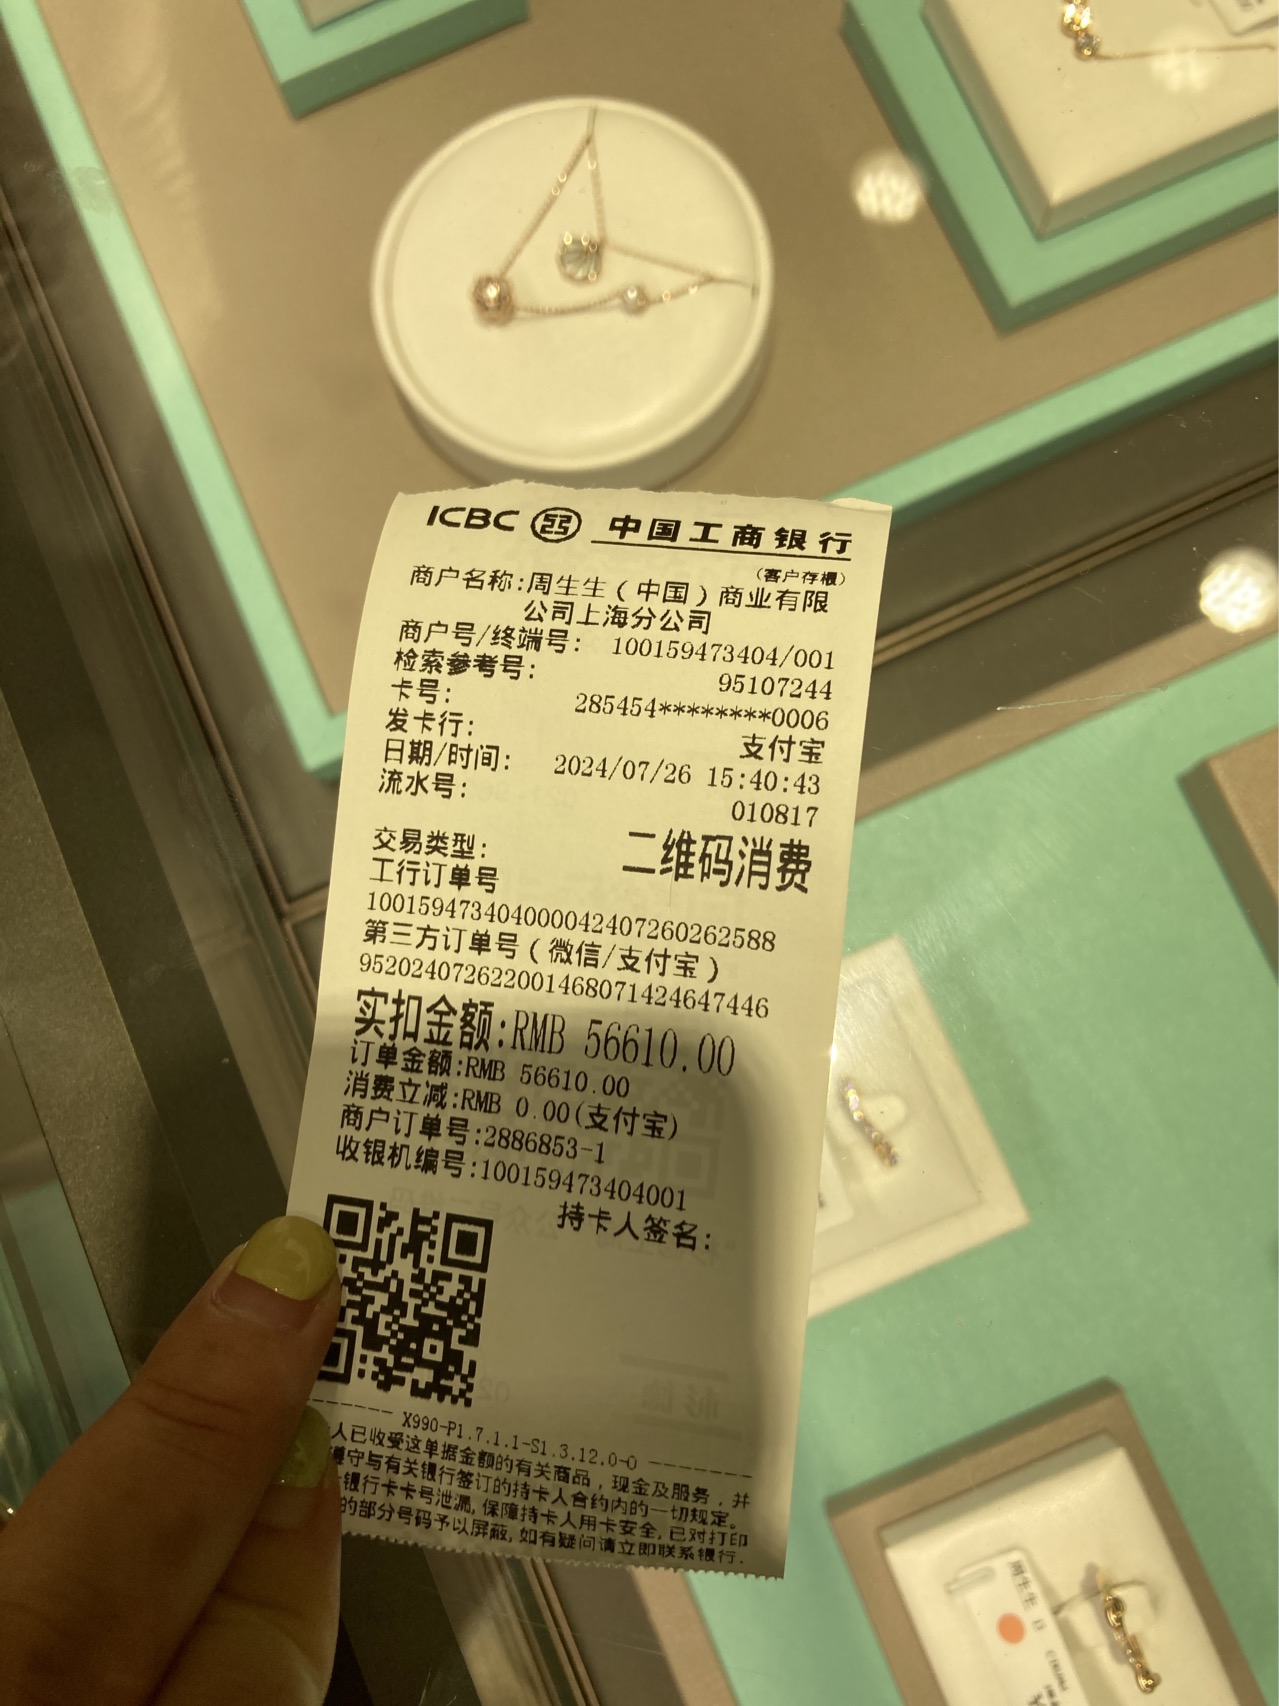 ICBC 中国工商银行
(客户存根)
商户名称:周生生(中国)商业有限
公司上海分公司
商户号/终端号: 100159473404/001
检索参考号: 95107244
卡号: 285454********0006
发卡行: 支付宝
日期/时间: 2024/07/26 15:40:43
流水号: 010817
交易类型: 二维码消费
工行订单号
10015947340400004240726026​2588
第三方订单号(微信/支付宝)
952024072622001468071424647446
实扣金额:RMB 56610.00
订单金额:RMB 56610.00
消费立减:RMB 0.00(支付宝)
商户订单号:2886853-1
收银机编号:100159473404001
持卡人签名:
X990-P1.7.1.1-S1.3.12.0-0
人已收受这单据金额的有关商品,现金及服务,并
遵守与有关银行签订的持卡人合约内的一切规定。
银行卡卡号泄漏,保障持卡人用卡安全,已对打印
的部分号码予以屏蔽,如有疑问请立即联系银行.
周生生